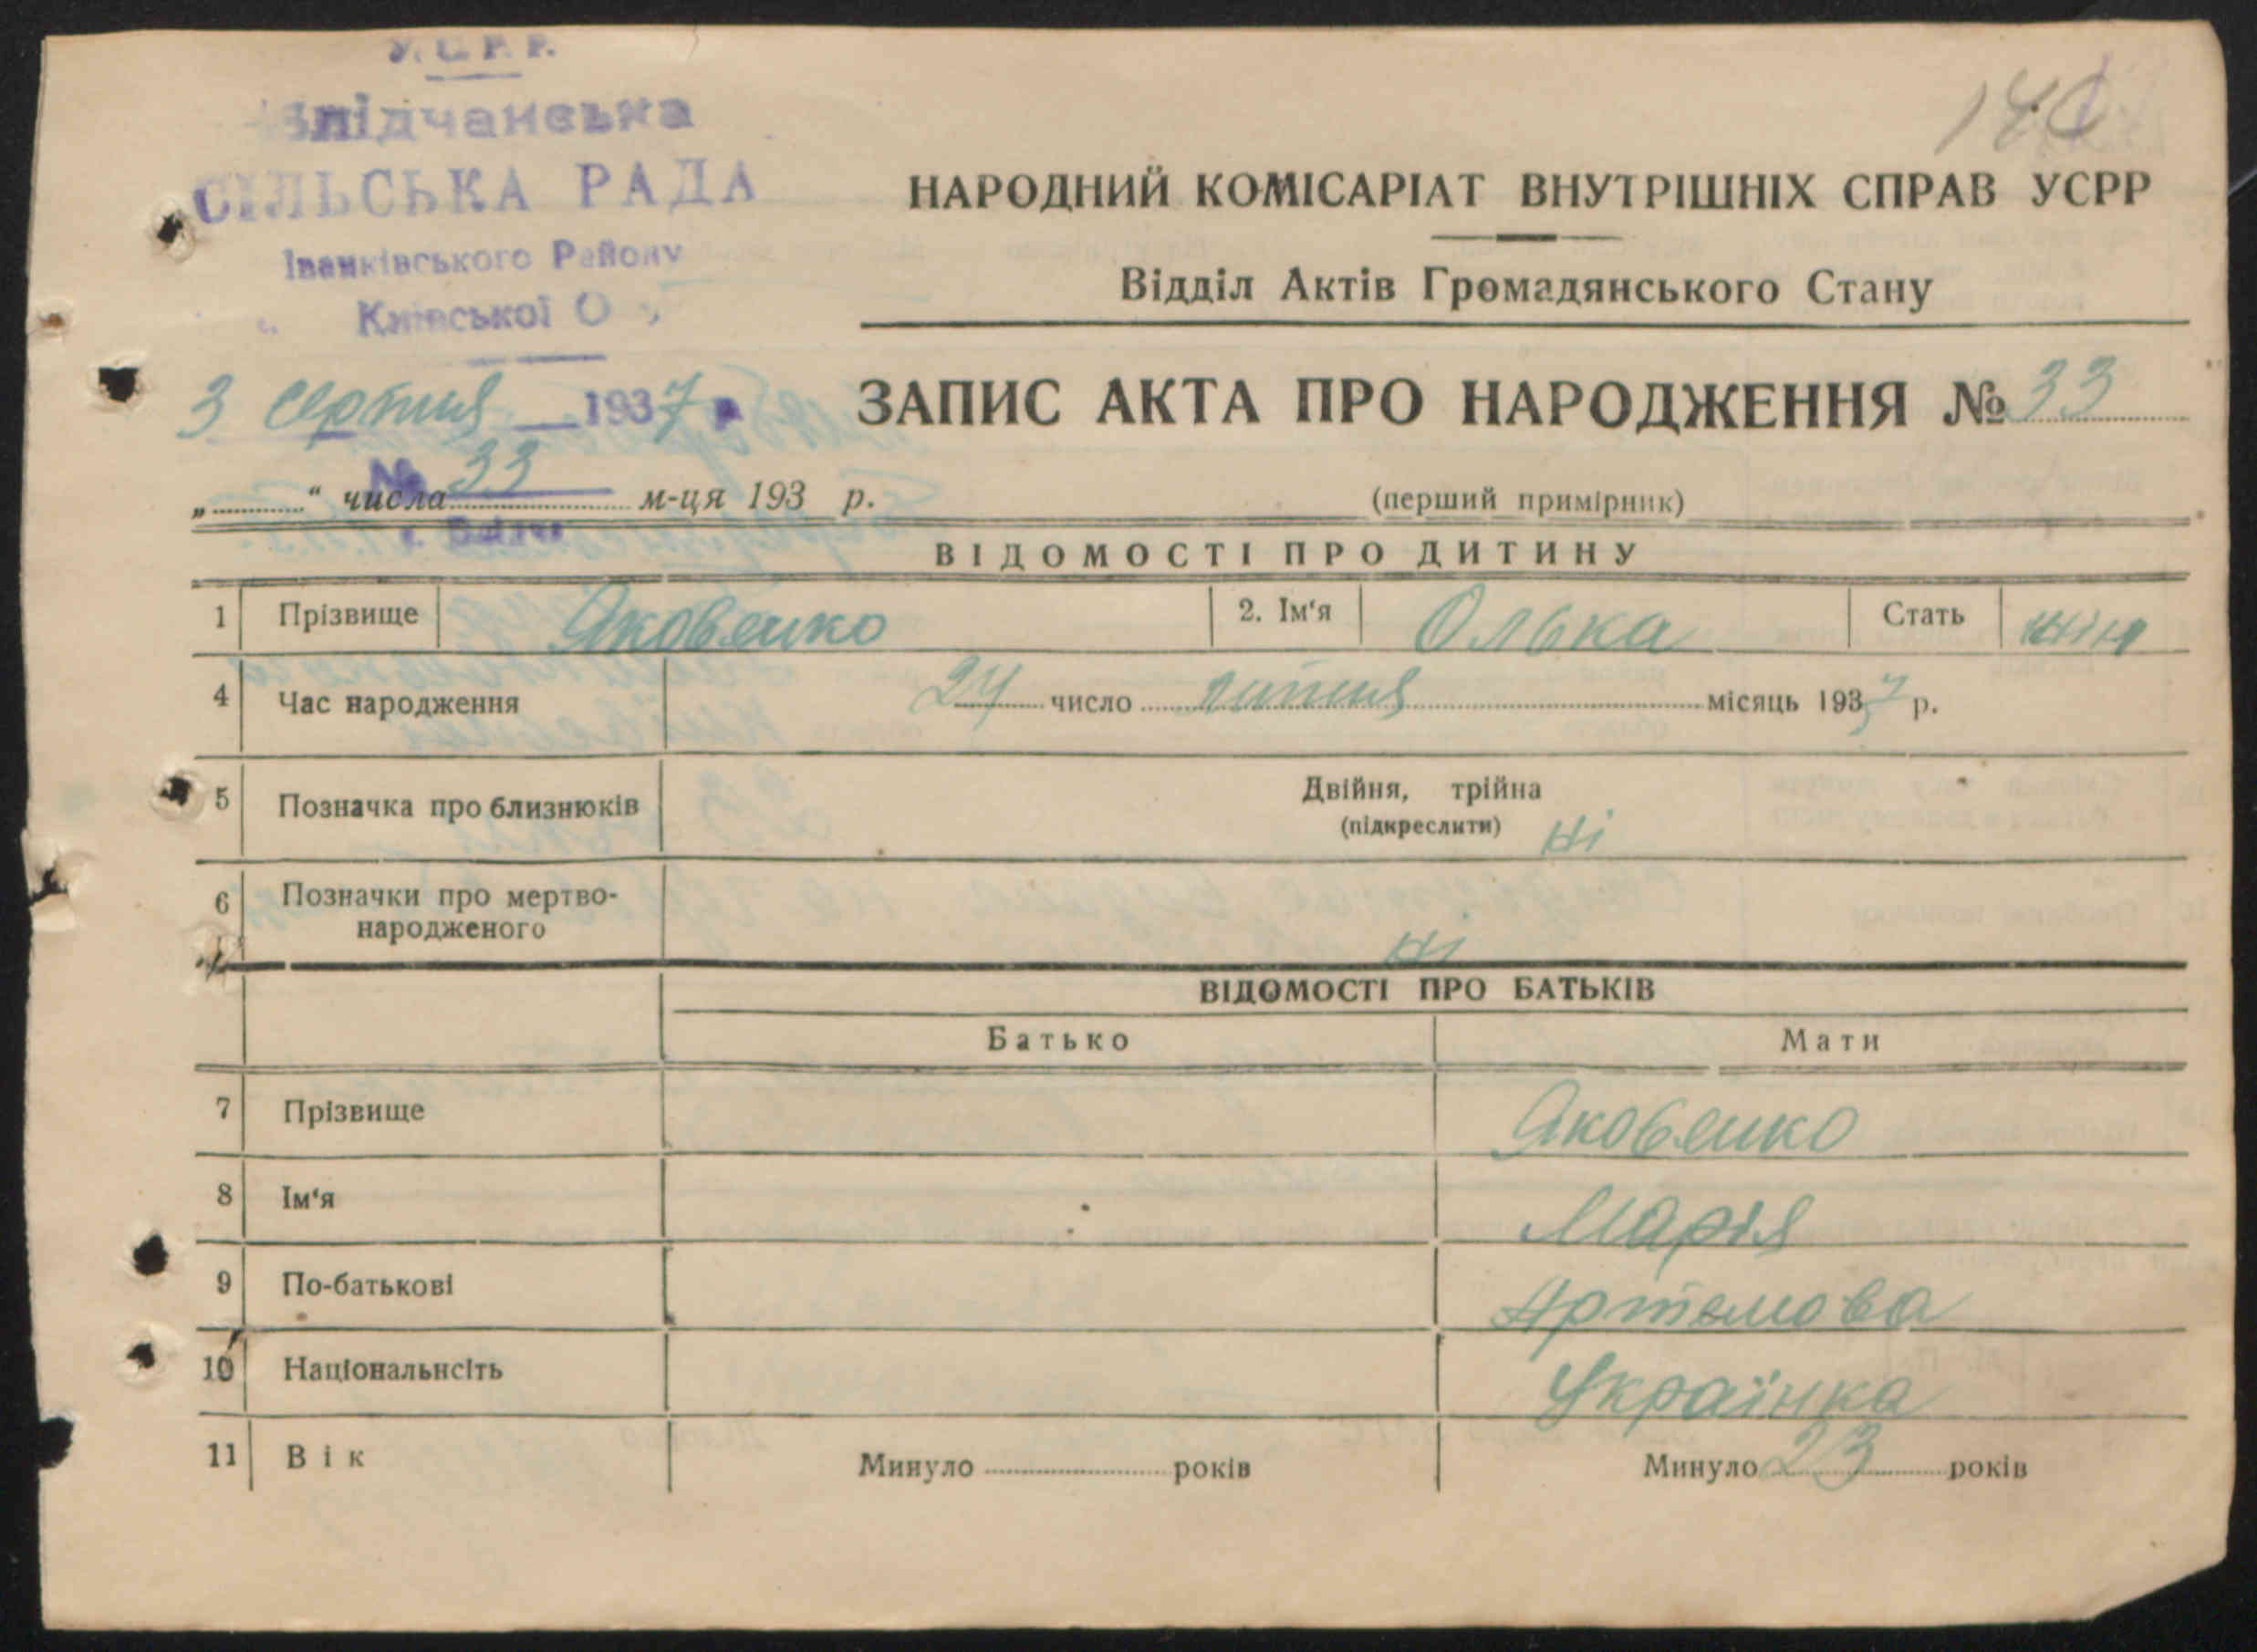 У.С.Р.Р.
Блідчанська
СІЛЬСЬКА РАДА
Іванківського Району
Київської О
140
НАРОДНИЙ КОМІСАРІАТ ВНУТРІШНІХ СПРАВ УСРР
Відділ Актів Громадянського Стану
3 серпня 1937 р
ЗАПИС АКТА ПРО НАРОДЖЕННЯ № 33
№ 33
„ “ числа м-ця 193 р.
(перший примірник)
ВІДОМОСТІ ПРО ДИТИНУ
1 Прізвище Яковенко 2. Ім‘я Олька Стать жін
4 Час народження 24 число липня місяць 1937 р.
5 Позначка про близнюків Двійня, трійна
(підкреслити) Ні
6 Позначки про мертво-
народженого Ні
ВІДОМОСТІ ПРО БАТЬКІВ
Батько Мати
7 Прізвище Яковенко
8 Ім‘я Марія
9 По-батькові Артемова
10 Національнсіть Українка
11 Вік Минуло років Минуло 23 років